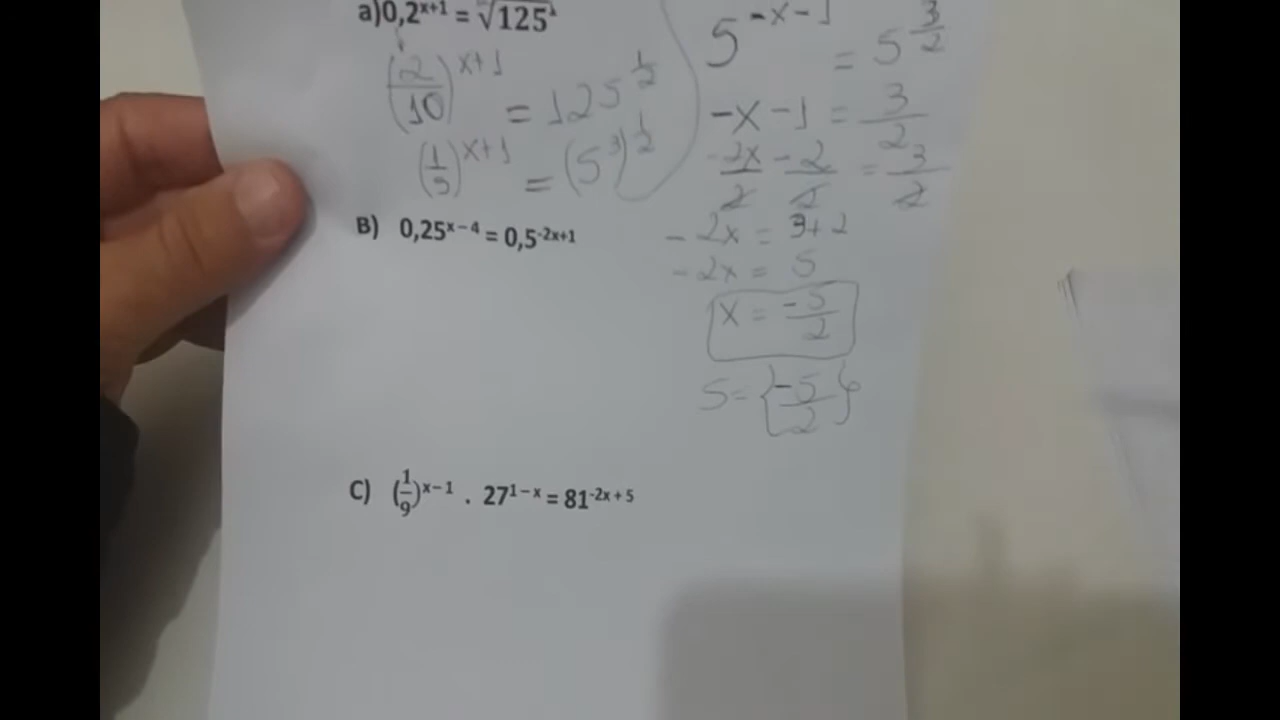 a)0,2^{x+1} = √125
(2/10)^{x+1} = 125^{1/2}
(1/5)^{x+1} = (5^3)^{1/2}
5^{-x-1} = 5^{3/2}
-x-1 = 3/2
-2x/2 - 2/2 = 3/2
-2x = 3+2
-2x = 5
x = -5/2
S= {-5/2}
B) 0,25^{x-4} = 0,5^{-2x+1}
C) (1/9)^{x-1} . 27^{1-x} = 81^{-2x+5}